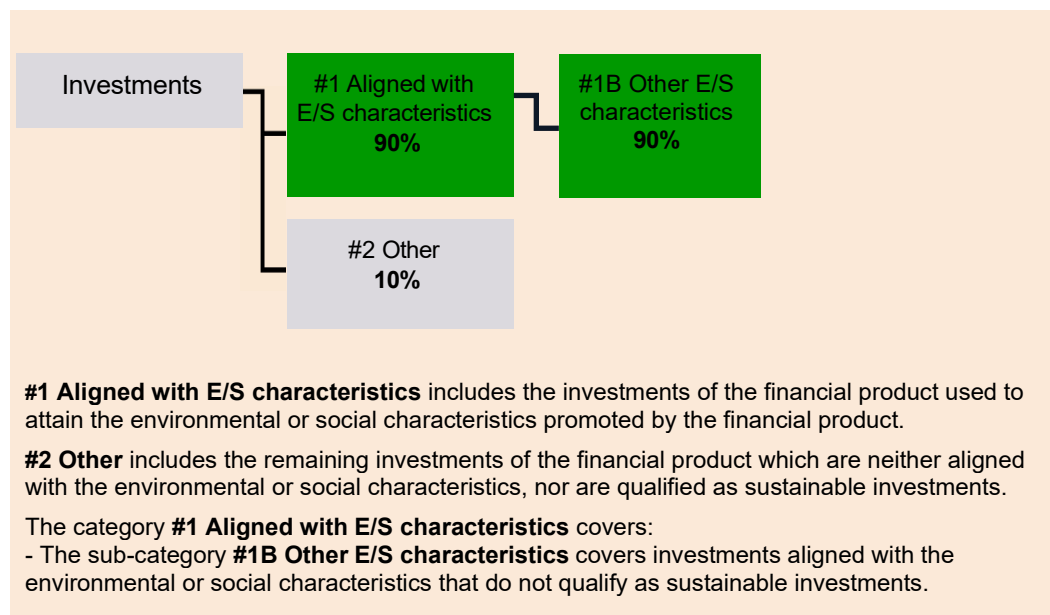 Investments
#1 Aligned with
E/S characteristics
90%
#1B Other E/S
characteristics
90%
#2 Other
10%
#1 Aligned with E/S characteristics includes the investments of the financial product used to
attain the environmental or social characteristics promoted by the financial product.
#2 Other includes the remaining investments of the financial product which are neither aligned
with the environmental or social characteristics, nor are qualified as sustainable investments.
The category #1 Aligned with E/S characteristics covers:
- The sub-category #1B Other E/S characteristics covers investments aligned with the
environmental or social characteristics that do not qualify as sustainable investments.